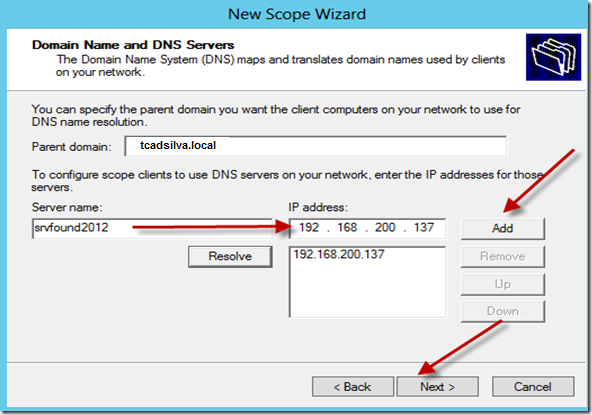 New Scope Wizard
Domain Name and DNS Servers
The Domain Name System (DNS) maps and translates domain names used by clients
on your network.
You can specify the parent domain you want the client computers on your network to use for
DNS name resolution.
Parent domain: tcadsilva.local
To configure scope clients to use DNS servers on your network, enter the IP addresses for those
servers.
Server name: IP address:
srvfound2012 192 . 168 . 200 . 137 Add
Resolve 192.168.200.137 Remove
Up
Down
< Back Next > Cancel